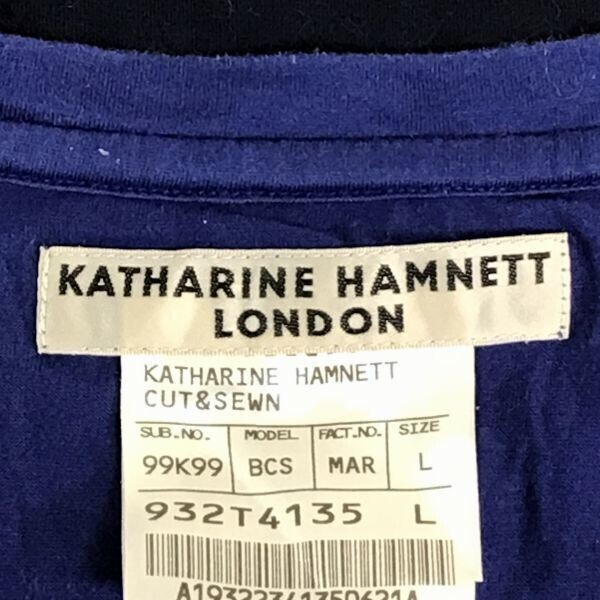 KATHARINE HAMNETT
LONDON
KATHARINE HAMNETT
CUT&SEWN
SUB.NO. MODEL FACT.NO. SIZE
99K99 BCS MAR L
932T4135 L